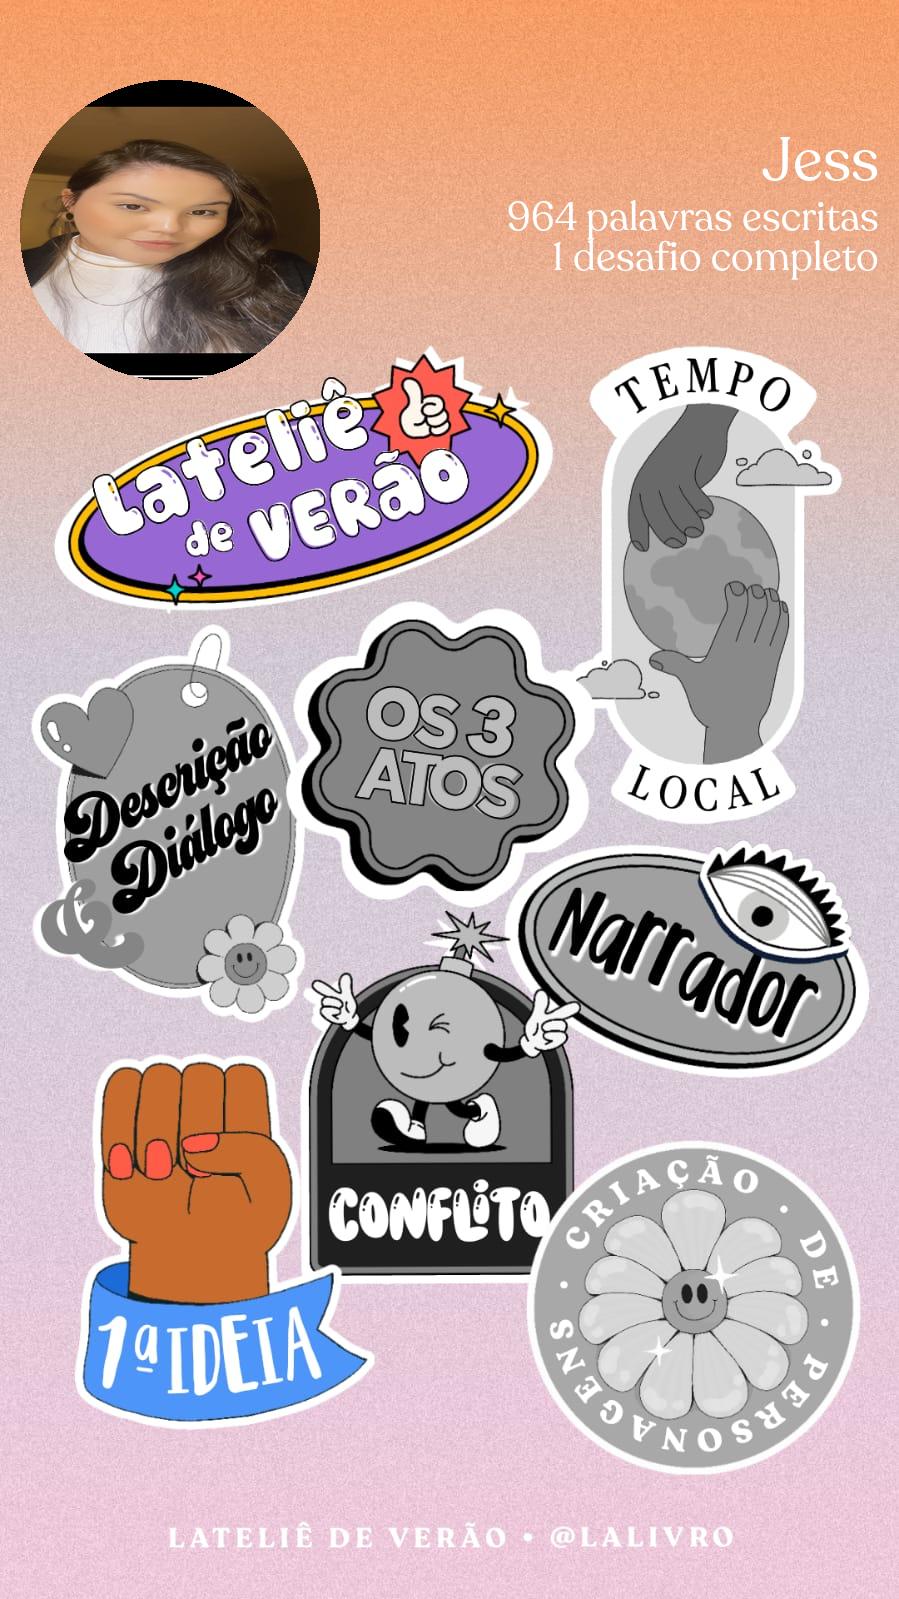 Jess
964 palavras escritas
1 desafio completo
Lateliê
de VERÃO
TEMPO
LOCAL
OS 3
ATOS
Descrição
Diálogo
&
Narrador
CONFLiTO
1ª IDEIA
CRIAÇÃO · DE · PERSONAGENS ·
LATELIÊ DE VERÃO • @LALIVRO